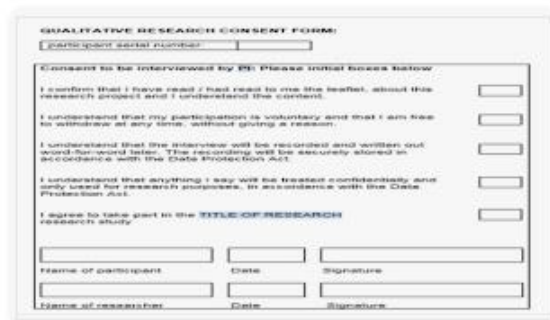 QUALITATIVE RESEARCH CONSENT FORM:
participant serial number
Consent to be interviewed by PI: Please initial boxes below
I confirm that I have read / had read to me the leaflet, about this
research project and I understand the content.
I understand that my participation is voluntary and that I am free
to withdraw at any time, without giving a reason.
I understand that the interview will be recorded and written out
word-for-word later. The recording will be securely stored in
accordance with the Data Protection Act.
I understand that anything I say will be treated confidentially and
only used for research purposes, in accordance with the Data
Protection Act.
I agree to take part in the TITLE OF RESEARCH
research study
Name of participant Date Signature
Name of researcher Date Signature